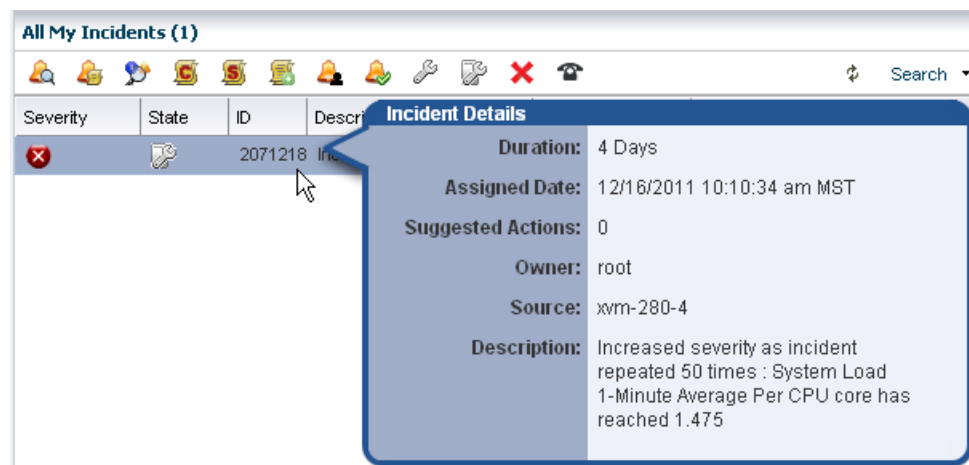 All My Incidents (1)
C S
Search
Severity State ID Descri
2071218 Inc
Incident Details
Duration: 4 Days
Assigned Date: 12/16/2011 10:10:34 am MST
Suggested Actions: 0
Owner: root
Source: xvm-280-4
Description: Increased severity as incident
repeated 50 times : System Load
1-Minute Average Per CPU core has
reached 1.475